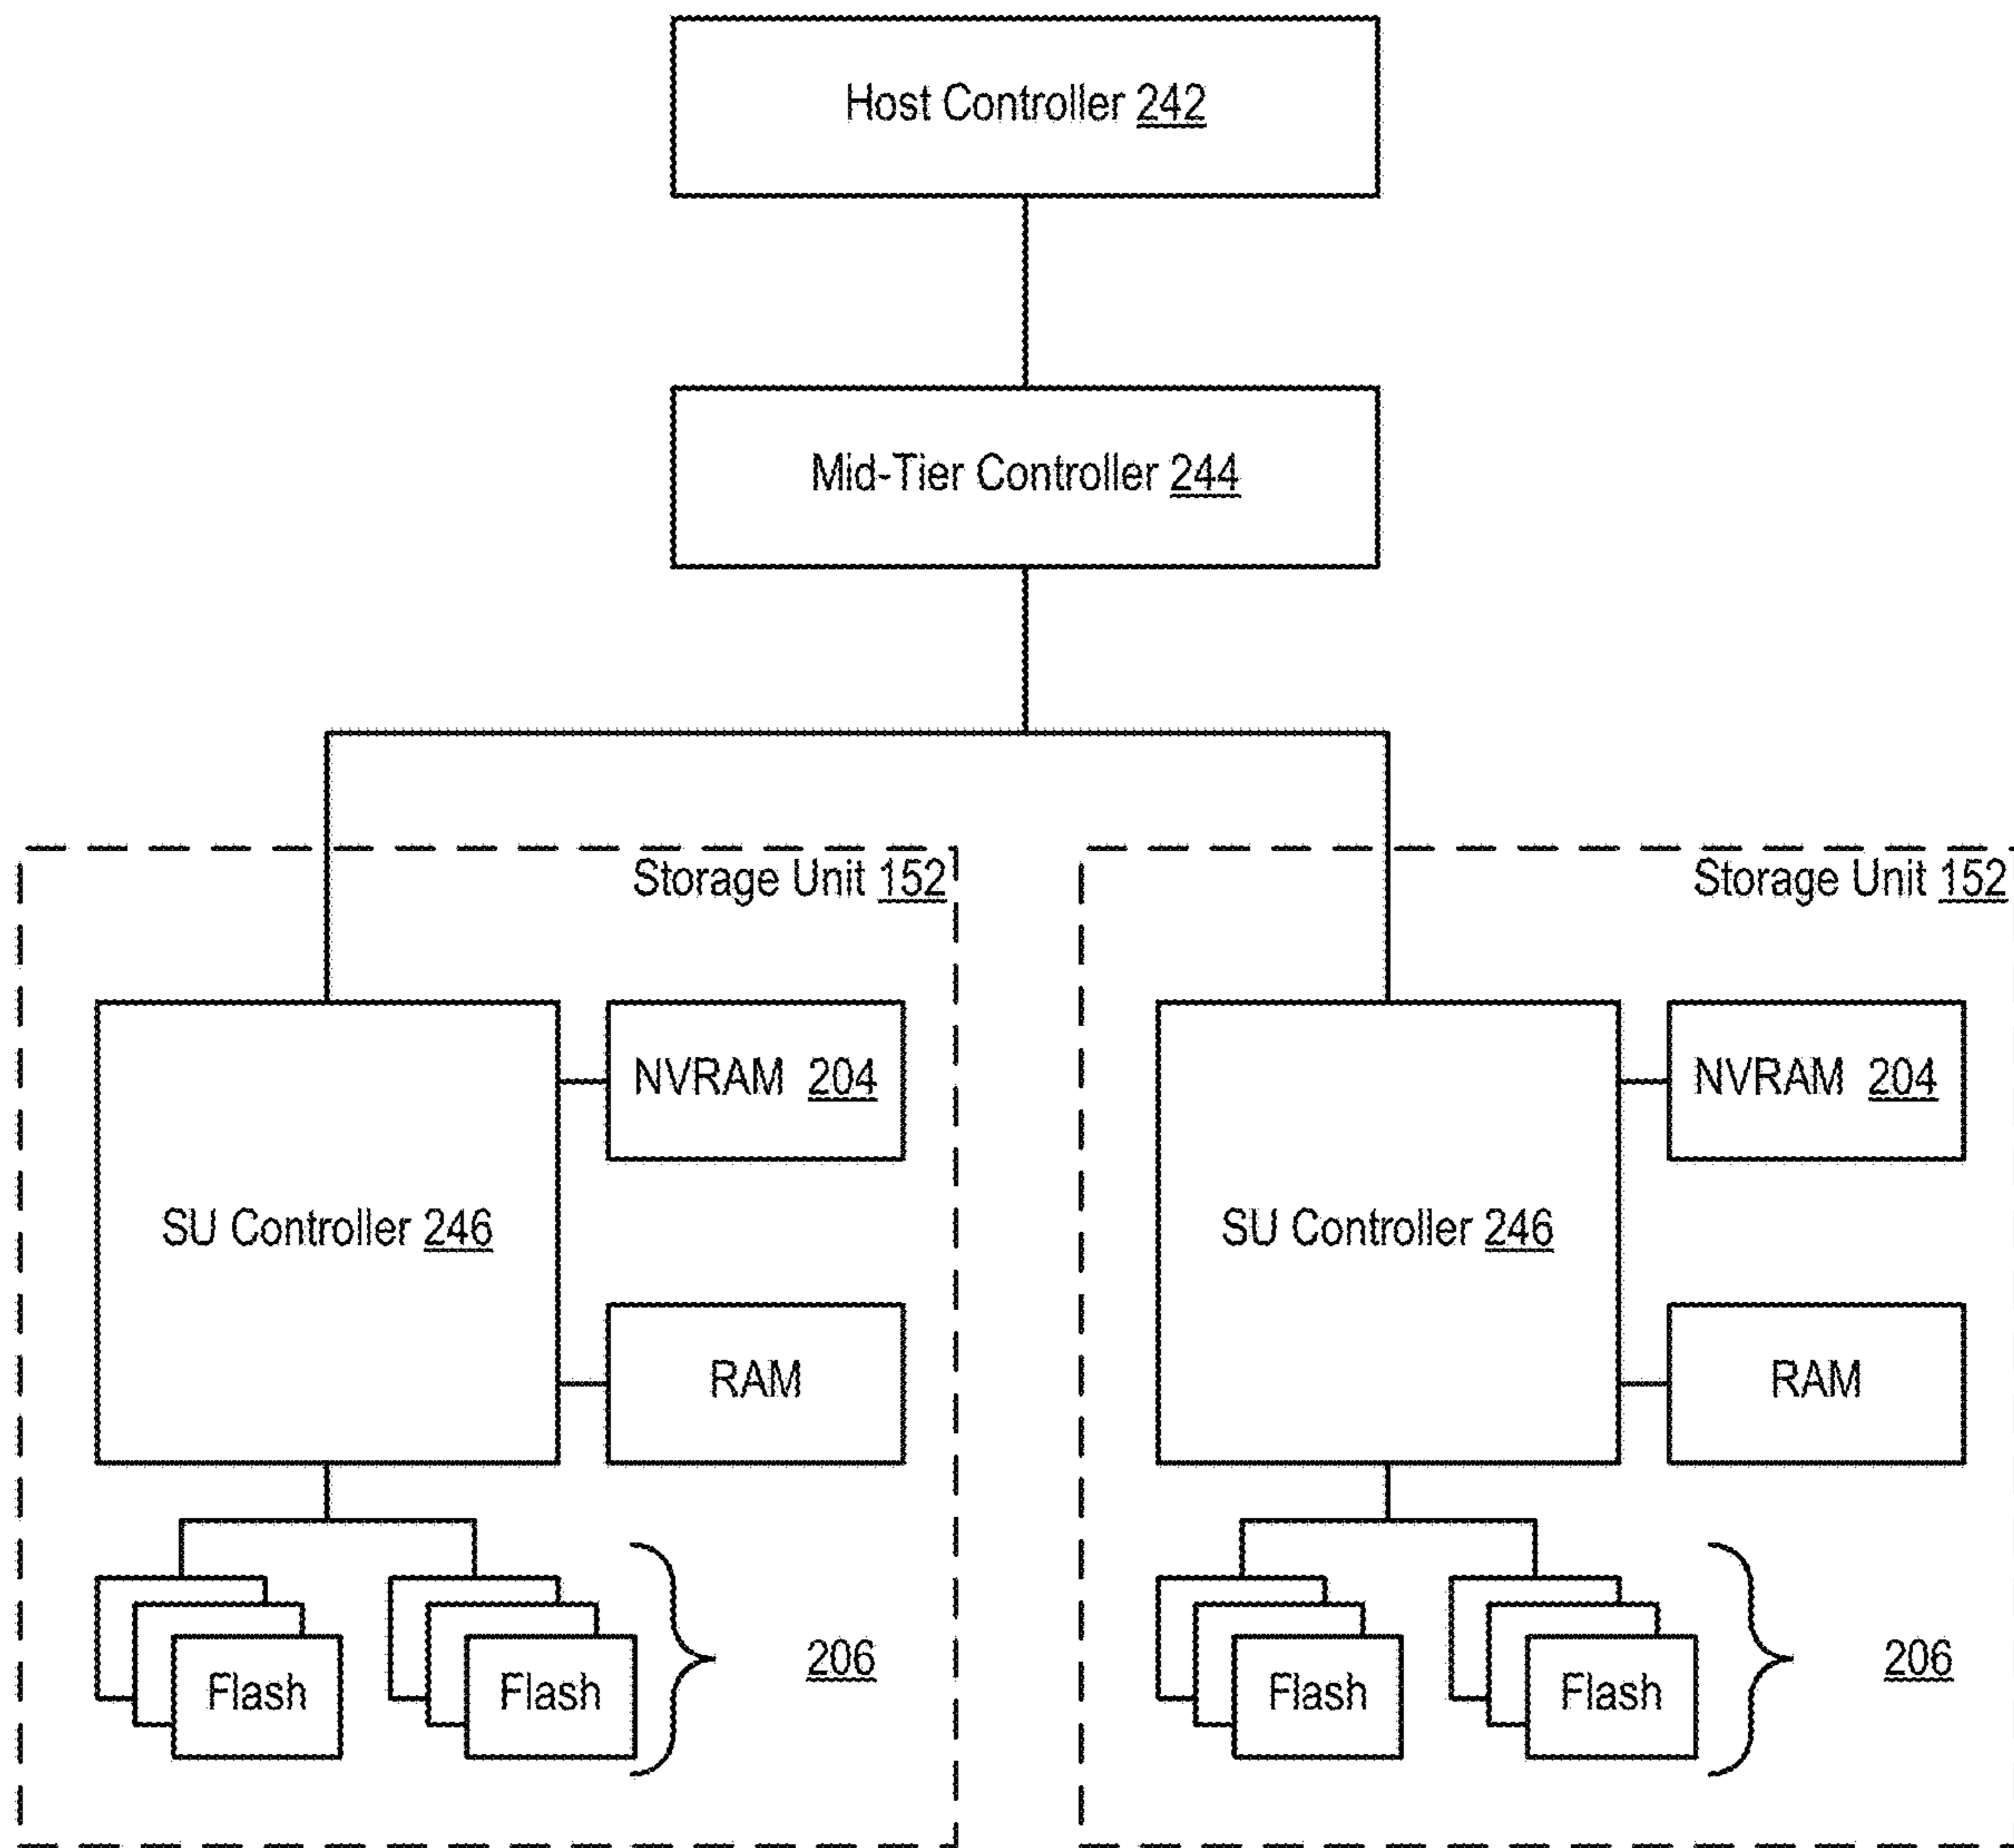 Host Controller 242
Mid-Tier Controller 244
Storage Unit 152
SU Controller 246
NVRAM 204
RAM
Flash
Flash
206
Storage Unit 152
SU Controller 246
NVRAM 204
RAM
Flash
Flash
206